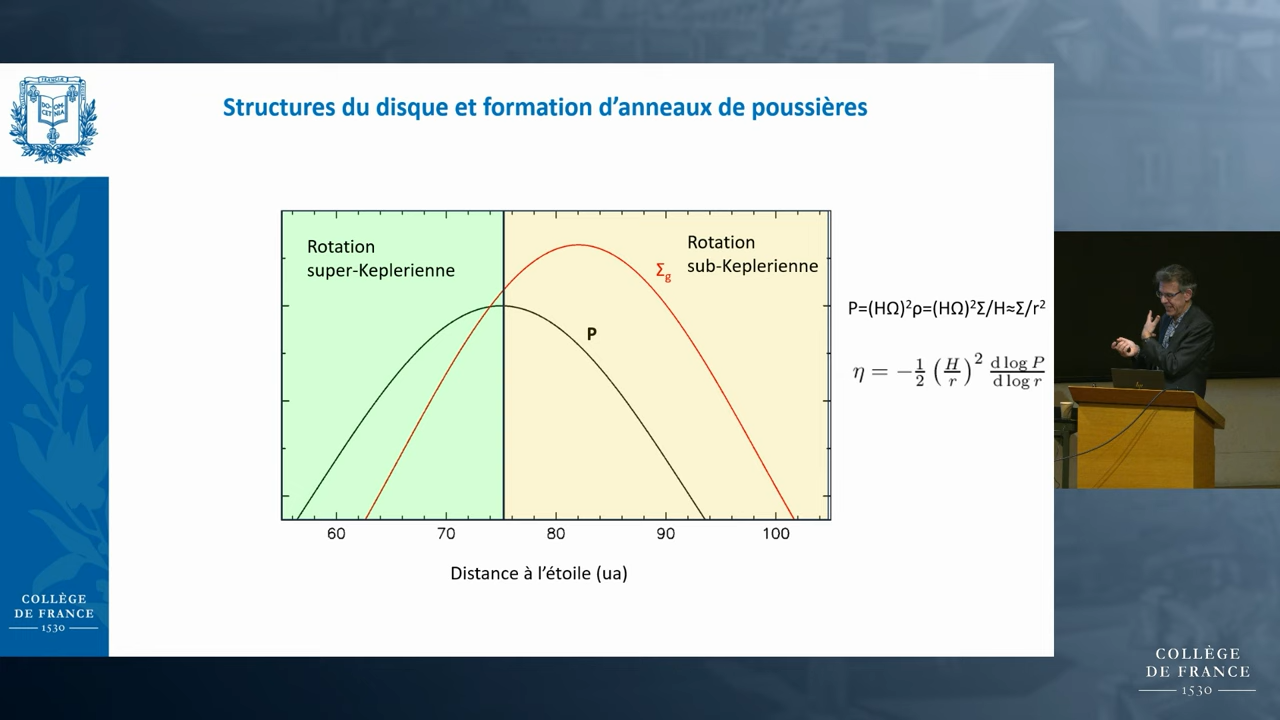 Structures du disque et formation d'anneaux de poussières
Rotation
super-Keplerienne
Rotation
sub-Keplerienne
Σg
P
P=(HΩ)²ρ=(HΩ)²Σ/H≈Σ/r²
η = −1/2 (H/r)² d log P / d log r
60 70 80 90 100
Distance à l'étoile (ua)
COLLÈGE
DE FRANCE
1530
COLLÈGE
DE FRANCE
1530